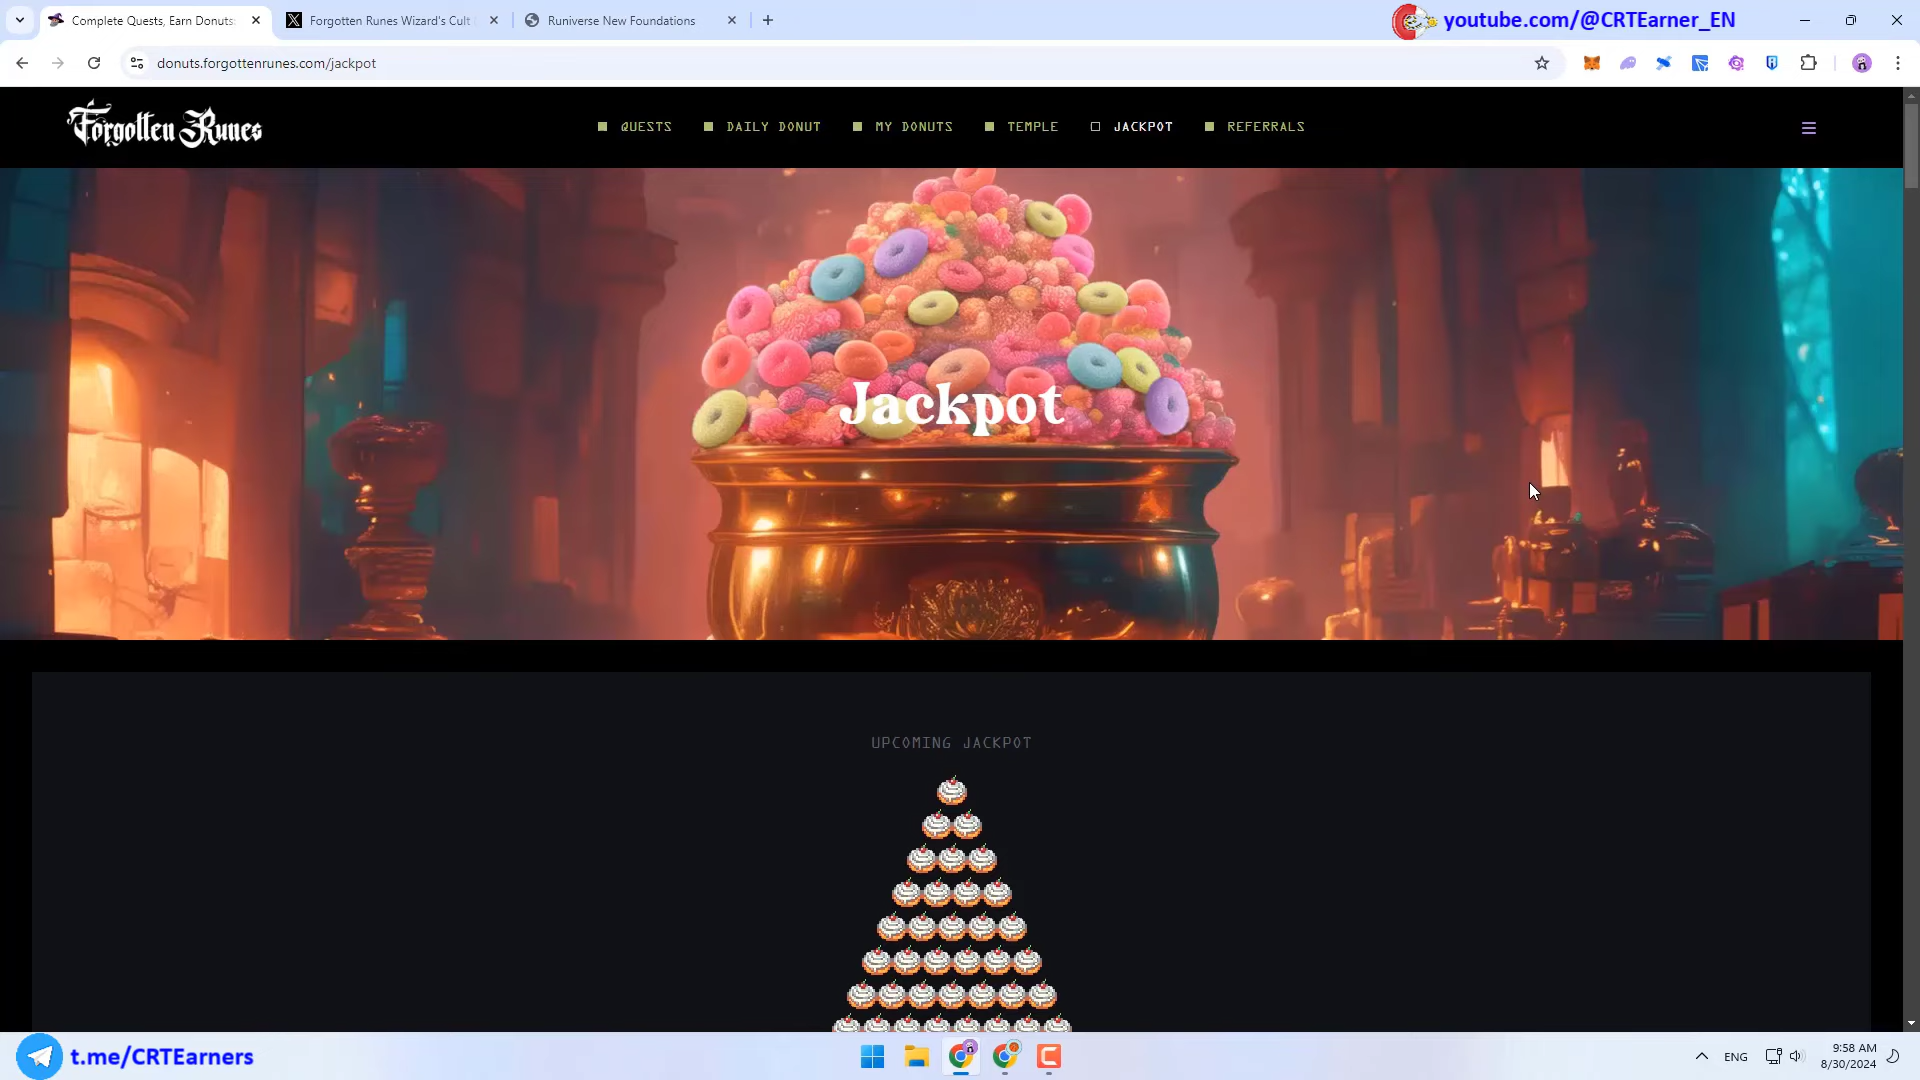 Complete Quests, Earn Donuts
Forgotten Runes Wizard's Cult
Runiverse New Foundations
youtube.com/@CRTEarner_EN
donuts.forgottenrunes.com/jackpot
Forgotten Runes
QUESTS
DAILY DONUT
MY DONUTS
TEMPLE
JACKPOT
REFERRALS
Jackpot
UPCOMING JACKPOT
t.me/CRTEarners
ENG
9:58 AM
8/30/2024